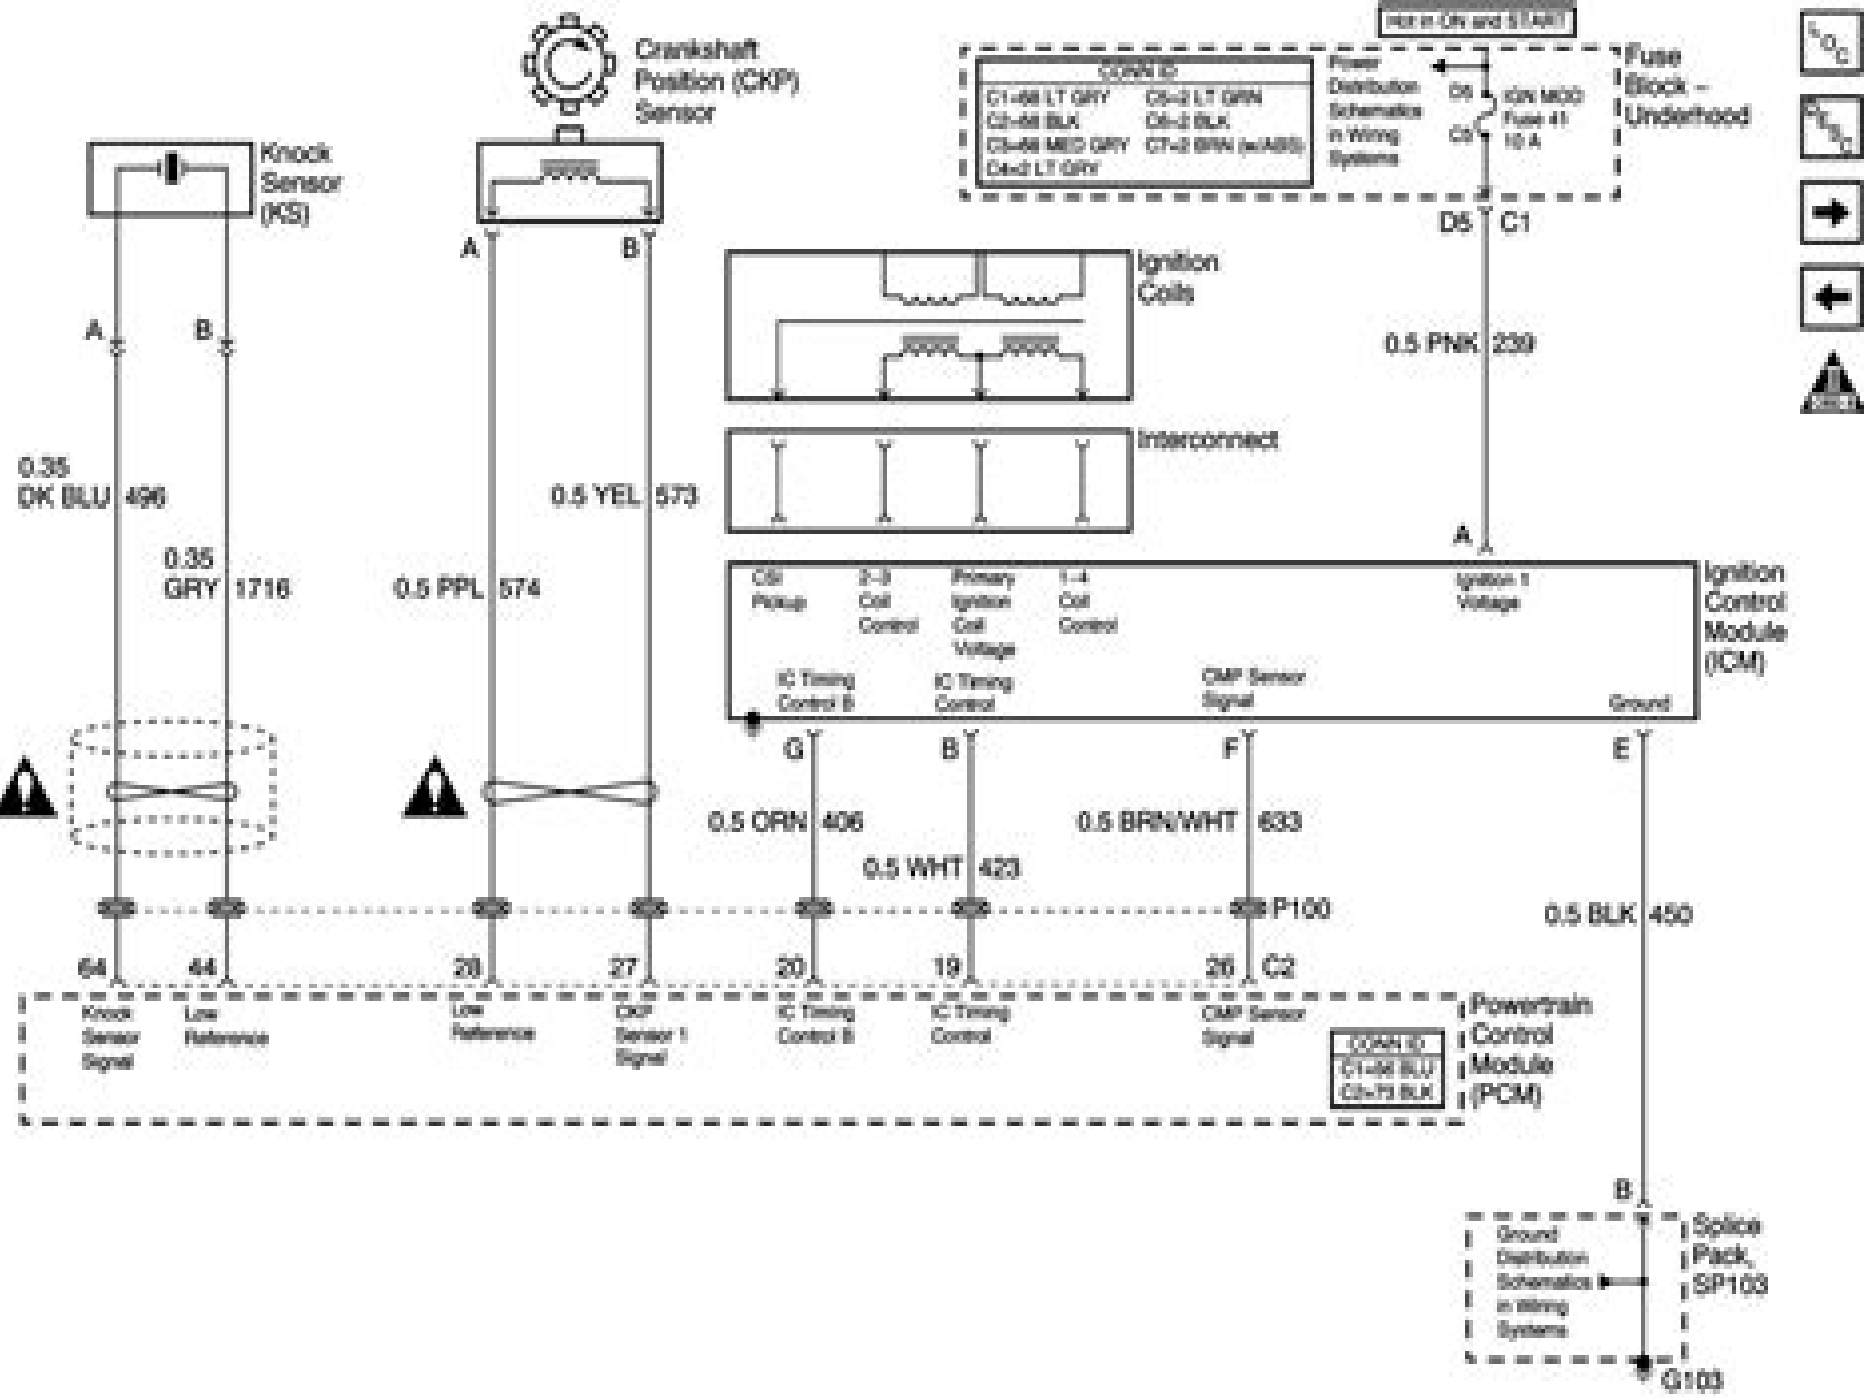 Hot in ON and START
LOC
DESC
Crankshaft
Position (CKP)
Sensor
Knock
Sensor
(KS)
CONN ID
C1=68 LT GRY C5=2 LT GRN
C2=68 BLK C6=2 BLK
C3=68 MED GRY C7=2 BRN (w/ABS)
C4=2 LT GRY
Power
Distribution
Schematics
in Wiring
Systems
D5
C5
IGN MOD
Fuse 41
10 A
Fuse
Block –
Underhood
D5 C1
A B
A B
Ignition
Coils
0.5 PNK 239
Interconnect
0.35
DK BLU 496
0.5 YEL 573
0.35
GRY 1716
0.5 PPL 574
A
CSI
Pickup
2–3
Coil
Control
Primary
Ignition
Coil
Voltage
1–4
Coil
Control
Ignition 1
Voltage
Ignition
Control
Module
(ICM)
IC Timing
Control B
IC Timing
Control
CMP Sensor
Signal
Ground
G B F E
0.5 ORN 406
0.5 BRN/WHT 633
0.5 WHT 423
P100
0.5 BLK 450
64 44 28 27 20 19 26 C2
Knock
Sensor
Signal
Low
Reference
Low
Reference
CKP
Sensor 1
Signal
IC Timing
Control B
IC Timing
Control
CMP Sensor
Signal
CONN ID
C1=56 BLU
C2=73 BLK
Powertrain
Control
Module
(PCM)
B
Ground
Distribution
Schematics
in Wiring
Systems
Splice
Pack,
SP103
G103